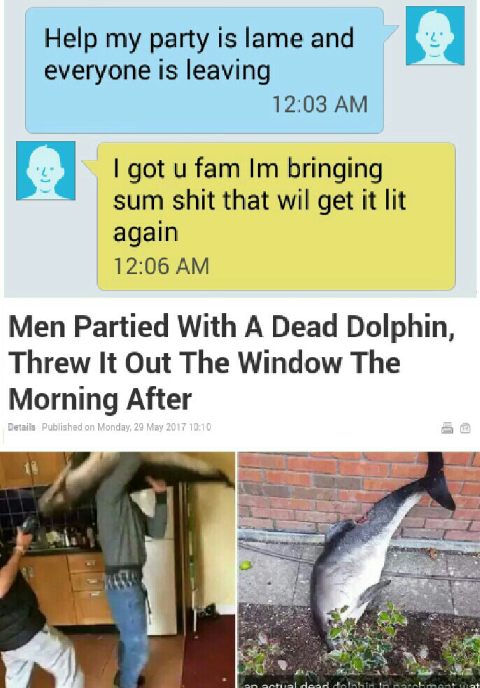 Help my party is lame and
everyone is leaving
12:03 AM
I got u fam Im bringing
sum shit that wil get it lit
again
12:06 AM
Men Partied With A Dead Dolphin,
Threw It Out The Window The
Morning After
Details Published on Monday, 29 May 2017 10:10
an actual dead dolphin in parchment